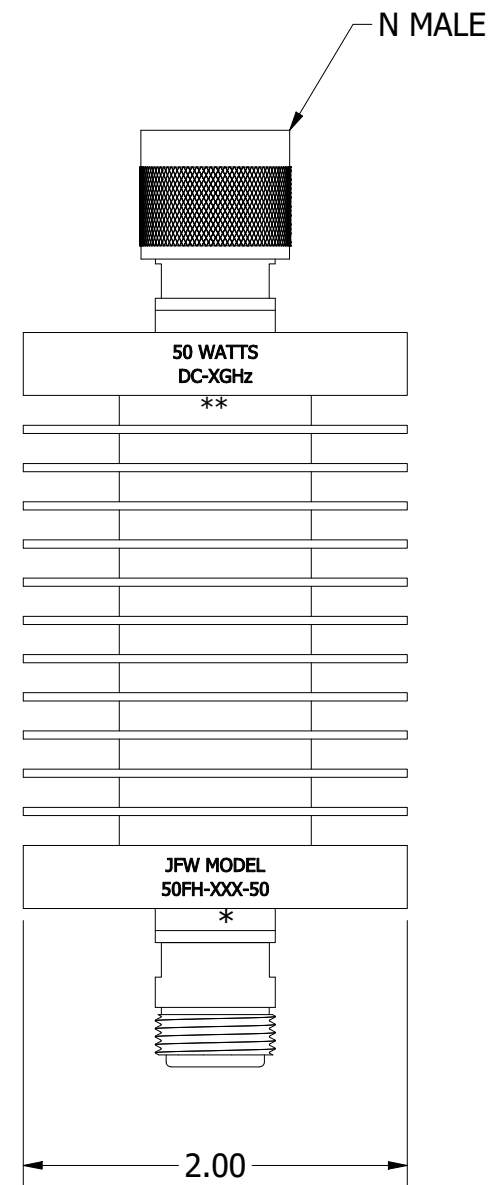 N MALE
50 WATTS
DC-XGHz
**
JFW MODEL
50FH-XXX-50
*
2.00